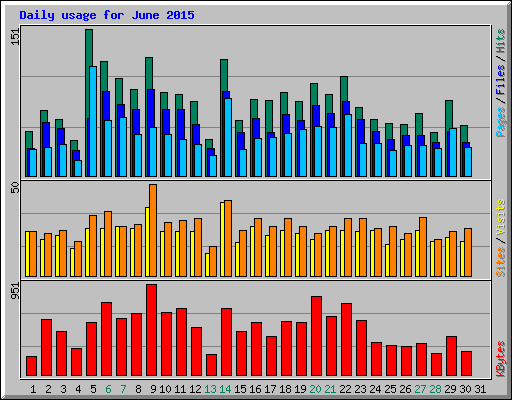 Daily usage for June 2015
151
Pages / Files / Hits
50
Sites / Visits
951
KBytes
1 2 3 4 5 6 7 8 9 10 11 12 13 14 15 16 17 18 19 20 21 22 23 24 25 26 27 28 29 30 31